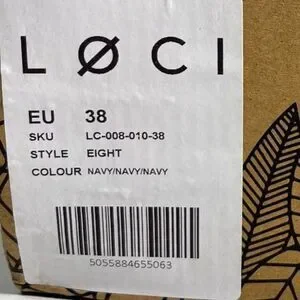 LØCI
EU 38
SKU LC-008-010-38
STYLE EIGHT
COLOUR NAVY/NAVY/NAVY
5055884655063